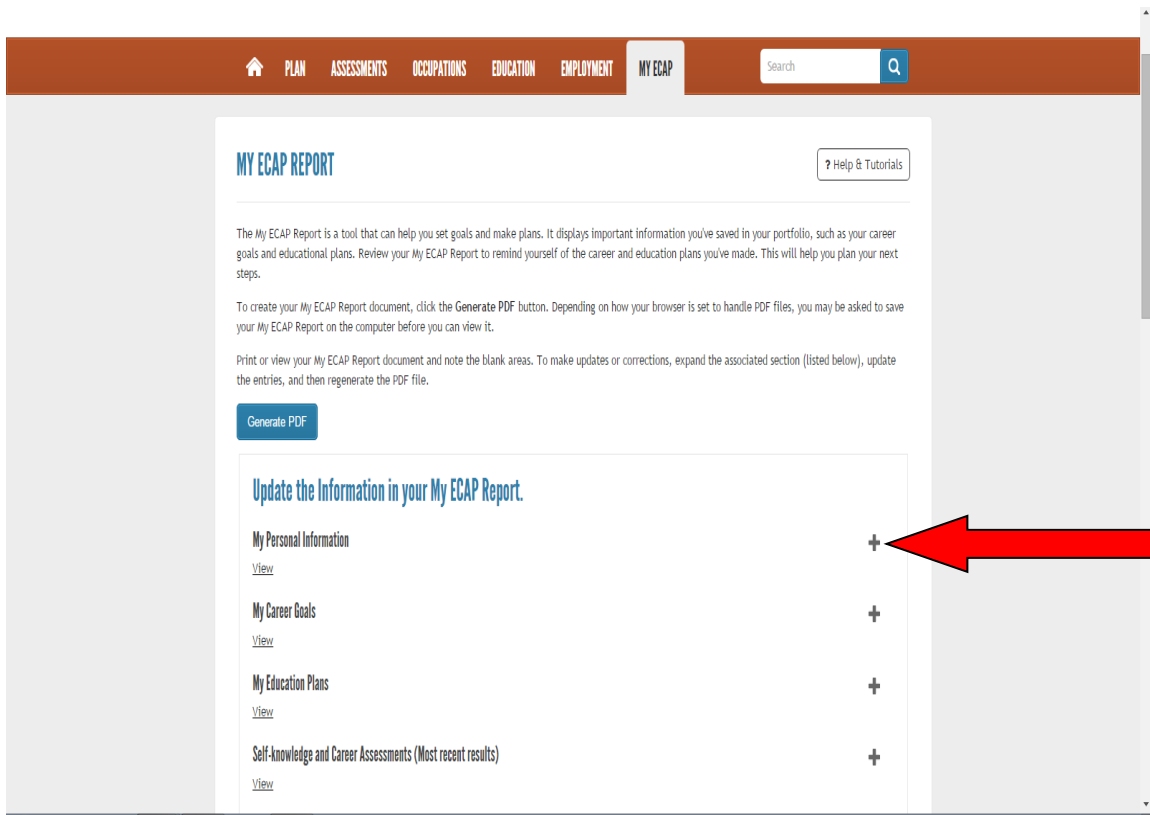 PLAN ASSESSMENTS OCCUPATIONS EDUCATION EMPLOYMENT MY ECAP Search
MY ECAP REPORT
? Help & Tutorials
The My ECAP Report is a tool that can help you set goals and make plans. It displays important information you've saved in your portfolio, such as your career
goals and educational plans. Review your My ECAP Report to remind yourself of the career and education plans you've made. This will help you plan your next
steps.
To create your My ECAP Report document, click the Generate PDF button. Depending on how your browser is set to handle PDF files, you may be asked to save
your My ECAP Report on the computer before you can view it.
Print or view your My ECAP Report document and note the blank areas. To make updates or corrections, expand the associated section (listed below), update
the entries, and then regenerate the PDF file.
Generate PDF
Update the Information in your My ECAP Report.
My Personal Information
View
My Career Goals
View
My Education Plans
View
Self-knowledge and Career Assessments (Most recent results)
View